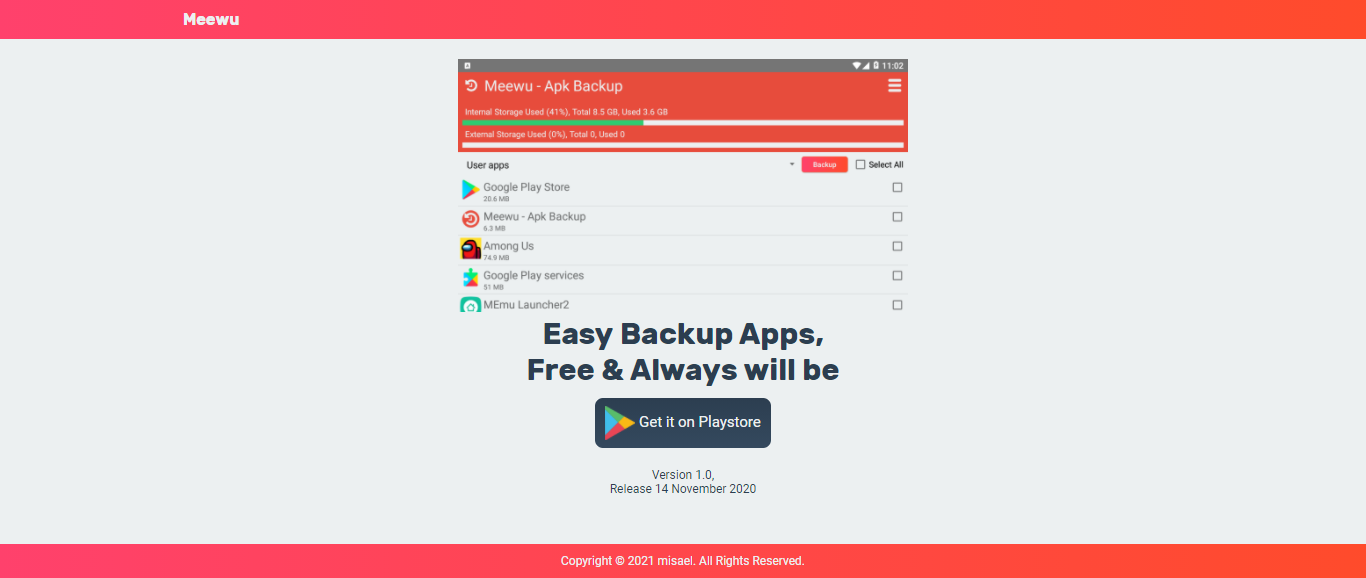 Meewu
11:02
Meewu - Apk Backup
Internal Storage Used (41%), Total 8.5 GB, Used 3.6 GB
External Storage Used (0%), Total 0, Used 0
User apps Backup Select All
Google Play Store
20.6 MB
Meewu - Apk Backup
6.3 MB
Among Us
74.9 MB
Google Play services
51 MB
MEmu Launcher2
Easy Backup Apps,
Free & Always will be
Get it on Playstore
Version 1.0,
Release 14 November 2020
Copyright © 2021 misael. All Rights Reserved.